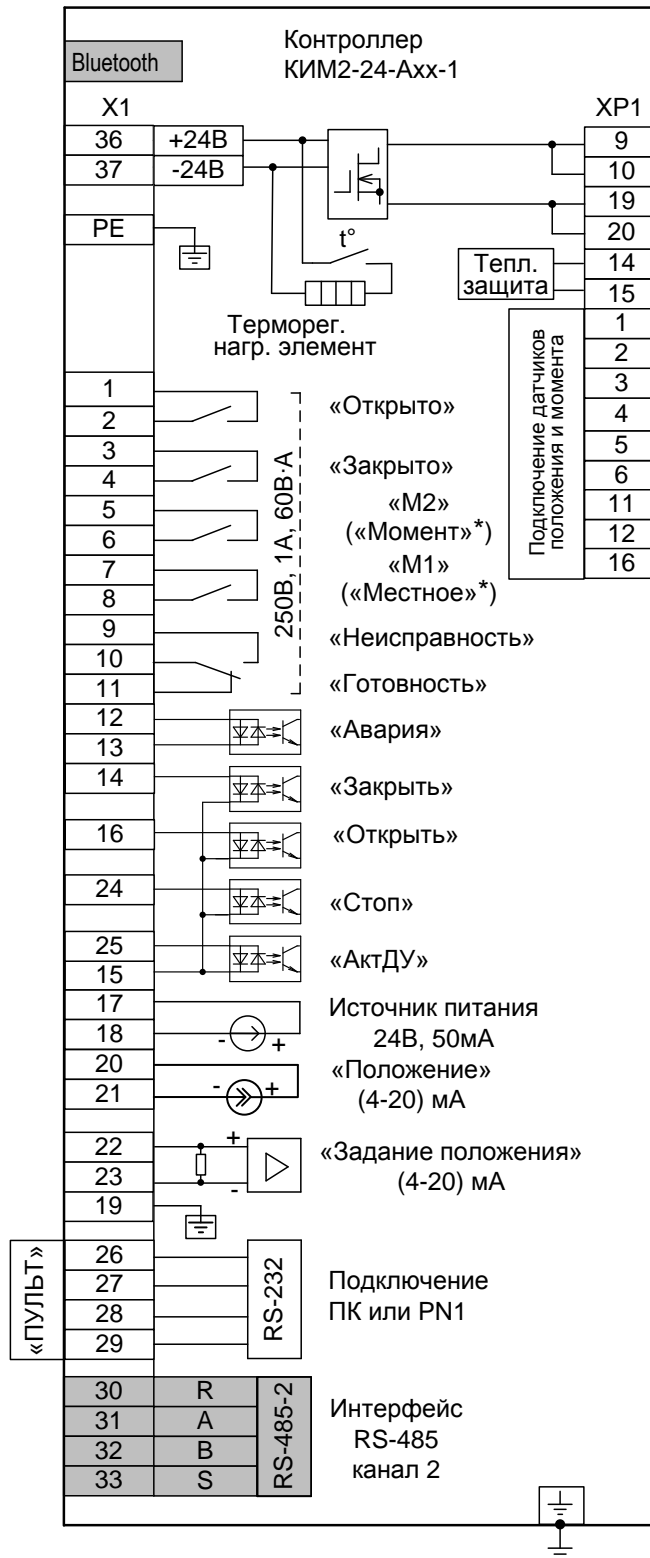 Контроллер
КИМ2-24-Ахх-1
Bluetooth
X1
XP1
36 +24В
37 -24В
PE
9
10
19
20
14
15
1
2
3
4
5
6
11
12
16
t°
Терморег.
нагр. элемент
Тепл.
защита
Подключение датчиков
положения и момента
1
2
«Открыто»
3
4
«Закрыто»
5
6
«М2»
(«Момент»*)
7
8
«М1»
(«Местное»*)
9
10
11
«Неисправность»
«Готовность»
250В, 1А, 60В·А
12
13
«Авария»
14
«Закрыть»
16
«Открыть»
24
«Стоп»
25
15
«АктДУ»
17
18
- +
Источник питания
24В, 50мА
20
21
- +
«Положение»
(4-20) мА
22
23
+
-
«Задание положения»
(4-20) мА
19
«ПУЛЬТ»
26
27
28
29
RS-232
Подключение
ПК или PN1
30 R
31 A
32 B
33 S
RS-485-2
Интерфейс
RS-485
канал 2